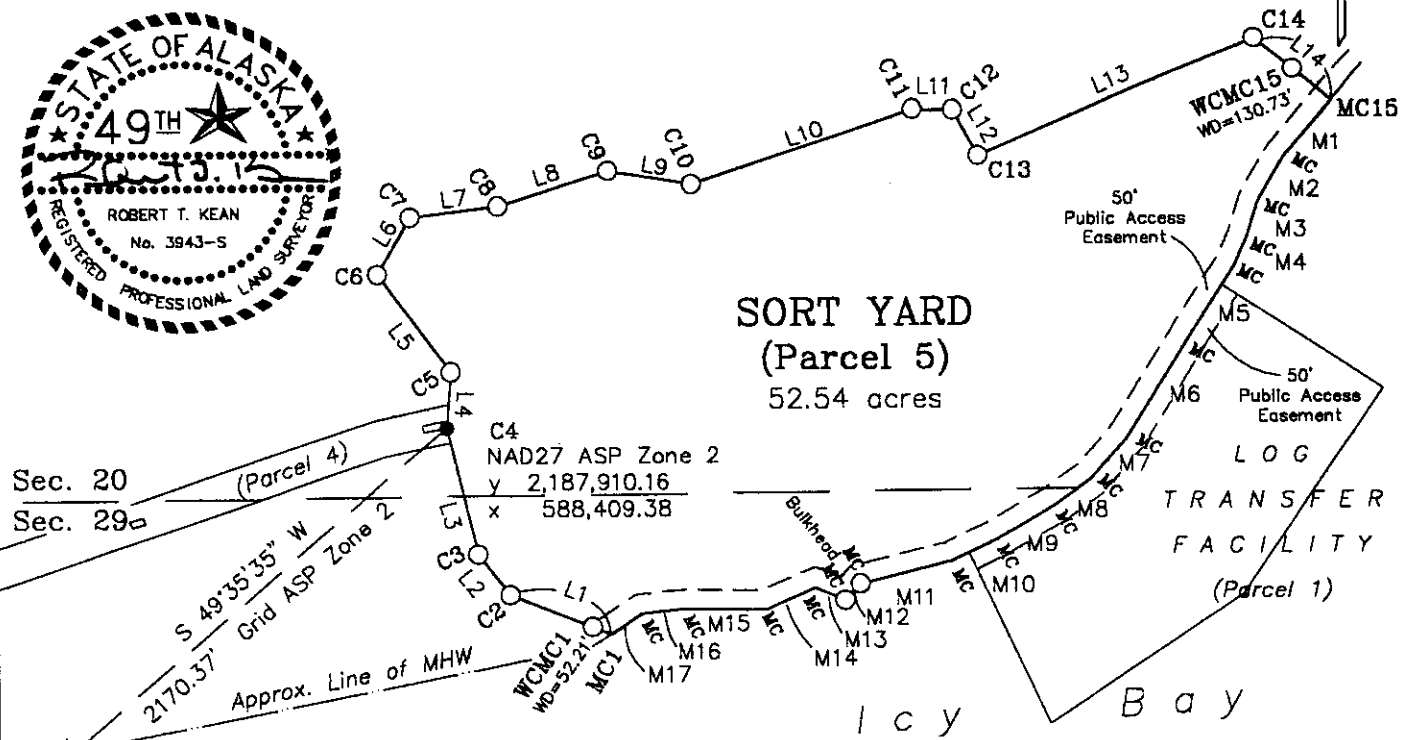 STATE OF ALASKA
49TH
ROBERT T. KEAN
No. 3943-S
REGISTERED PROFESSIONAL LAND SURVEYOR
C14
L14
L13
C11
L11
C12
L12
C13
WCMC15
WD=130.73'
MC15
M1
MC
M2
MC
M3
MC
M4
MC
M5
MC
M6
MC
M7
MC
M8
MC
M9
MC
M10
MC
M11
MC
M12
MC
M13
M14
MC
M15
MC
M16
MC
M17
L10
C10
L9
C9
L8
C8
L7
C7
L6
C6
L5
C5
L4
50'
Public Access
Easement
SORT YARD
(Parcel 5)
52.54 acres
50'
Public Access
Easement
LOG
TRANSFER
FACILITY
(Parcel 1)
C4
NAD27 ASP Zone 2
y 2,187,910.16
x 588,409.38
(Parcel 4)
Sec. 20
Sec. 29
L3
C3
L2
C2
L1
Bulkhead
S 49°35'35" W
2170.37' Grid ASP Zone 2
WCMC1
WD=52.21'
MC1
Approx. Line of MHW
Icy Bay